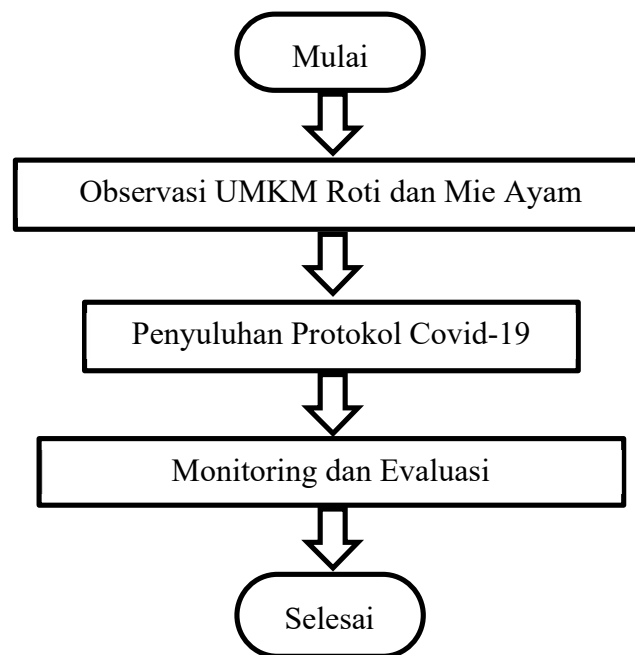 Mulai
Observasi UMKM Roti dan Mie Ayam
Penyuluhan Protokol Covid-19
Monitoring dan Evaluasi
Selesai